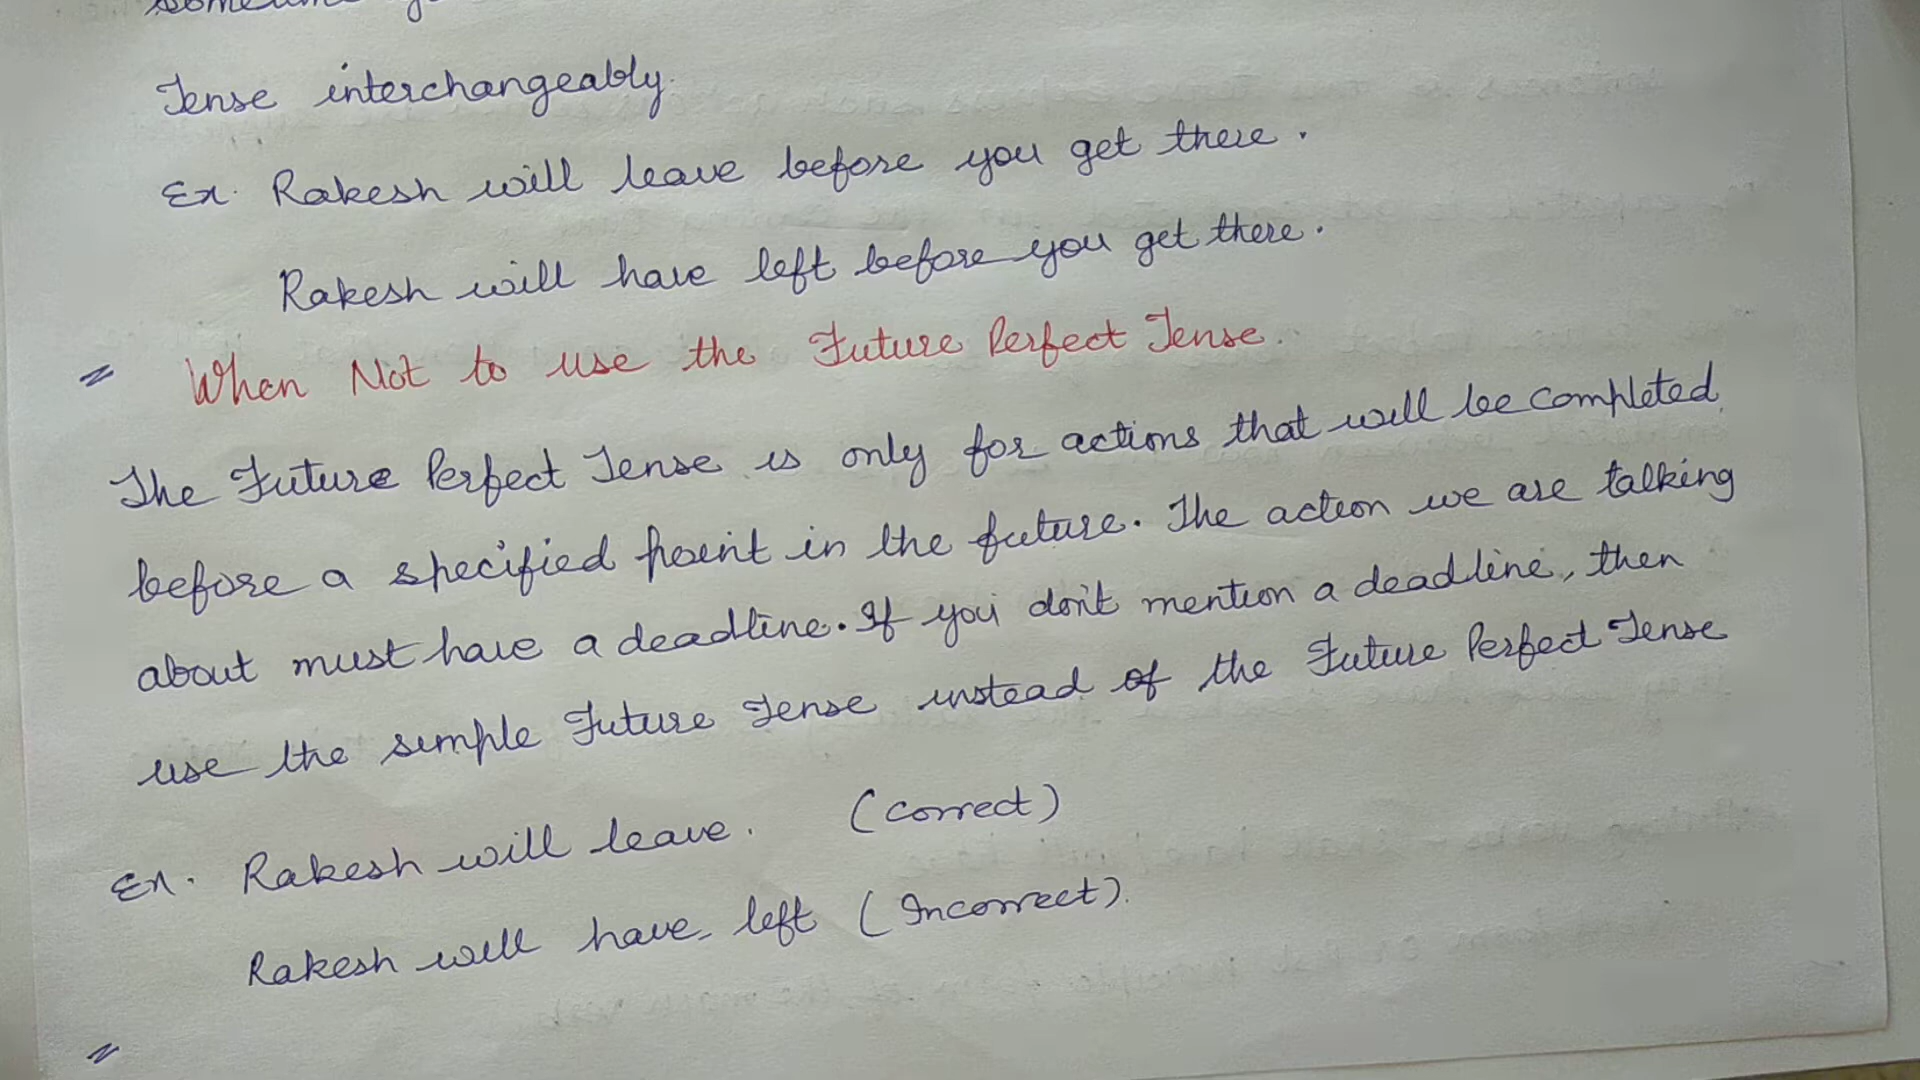 Tense interchangeably.
Ex. Rakesh will leave before you get there.
Rakesh will have left before you get there.
When Not to use the Future Perfect Tense.
The Future Perfect Tense is only for actions that will be completed
before a specified point in the future. The action we are talking
about must have a deadline. If you don't mention a deadline, then
use the simple Future Tense instead of the Future Perfect Tense
Ex. Rakesh will leave. (correct)
Rakesh will have left (Incorrect).